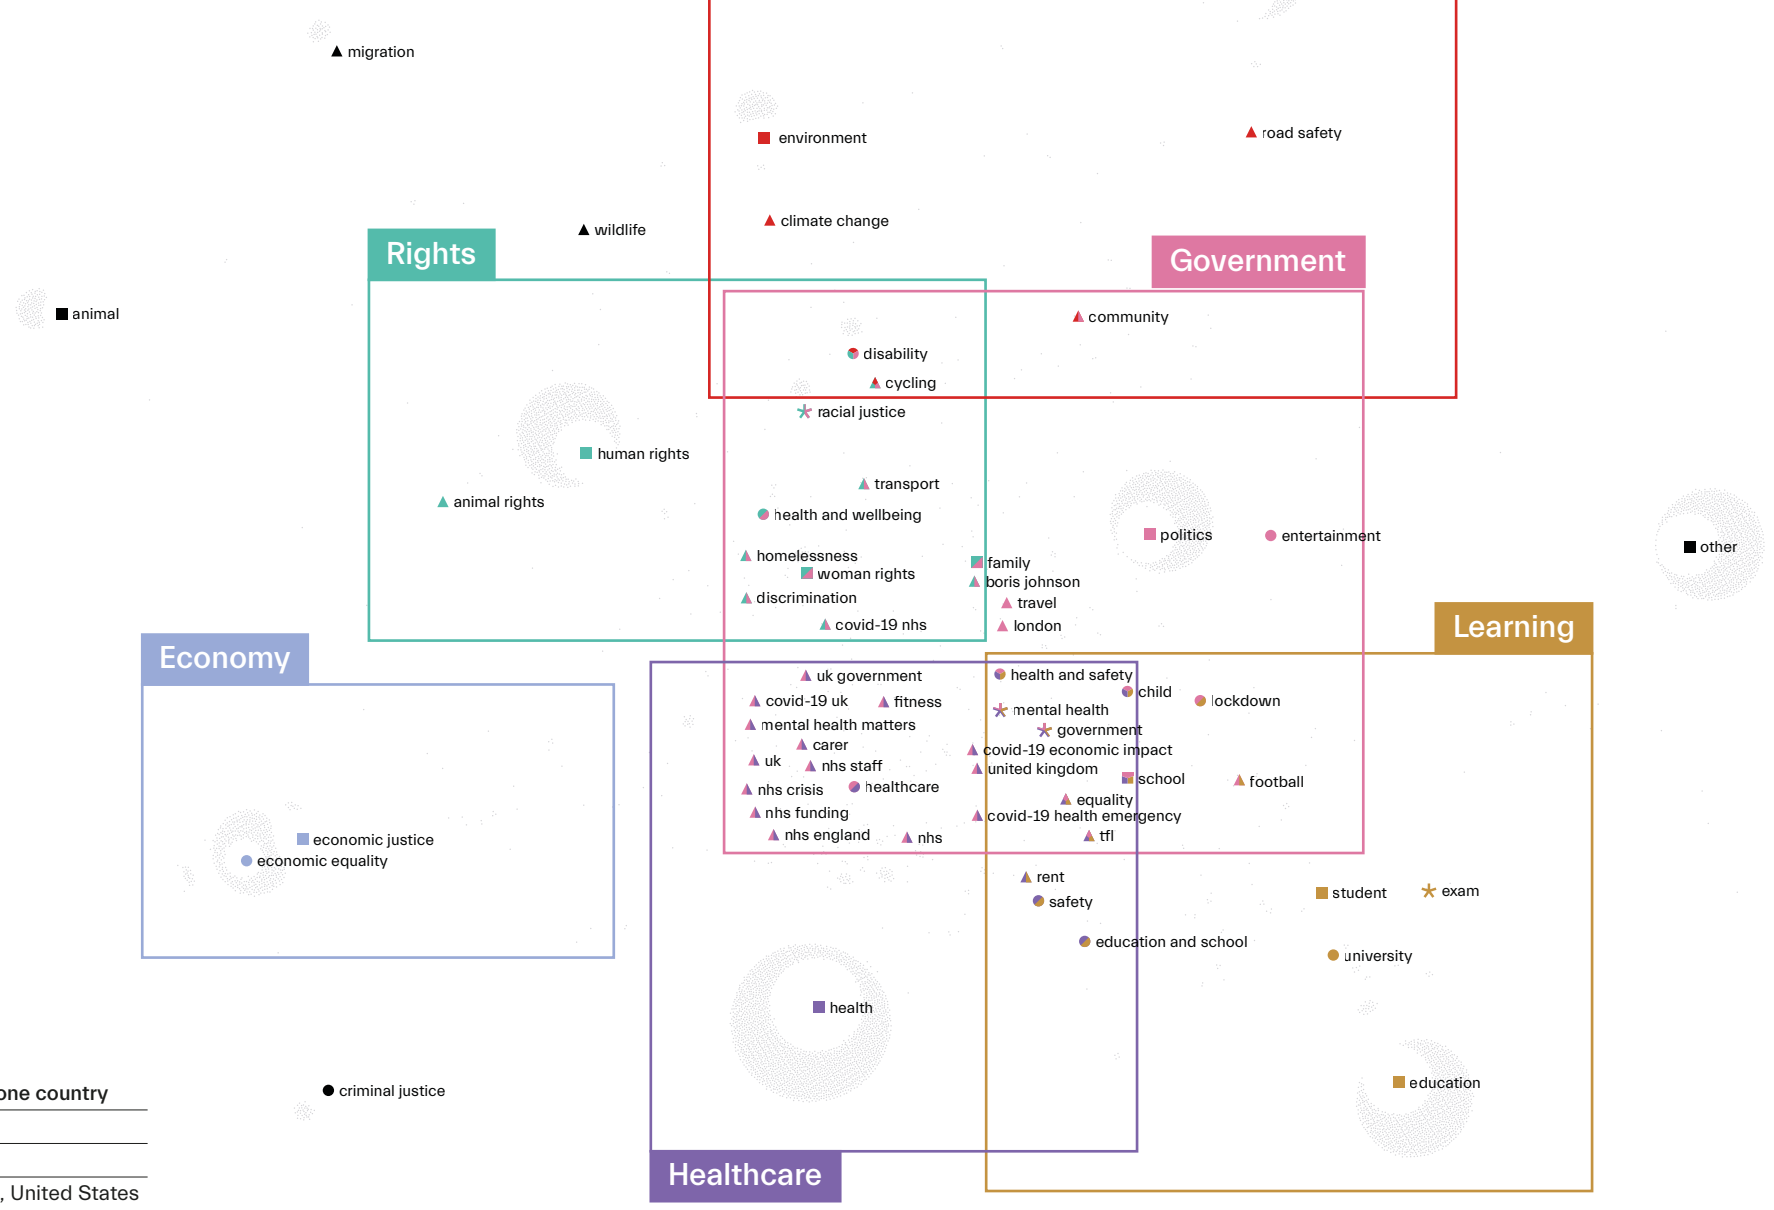 migration
road safety
environment
climate change
wildlife
Rights
Government
animal
community
disability
cycling
racial justice
human rights
transport
animal rights
health and wellbeing
politics
entertainment
other
homelessness
family
woman rights
boris johnson
discrimination
travel
covid-19 nhs
london
Learning
Economy
uk government
health and safety
child
covid-19 uk
fitness
lockdown
mental health
mental health matters
government
carer
covid-19 economic impact
uk
nhs staff
united kingdom
school
football
nhs crisis
healthcare
equality
nhs funding
covid-19 health emergency
nhs england
nhs
tfl
economic justice
economic equality
rent
student
exam
safety
education and school
university
health
education
criminal justice
one country
Healthcare
, United States